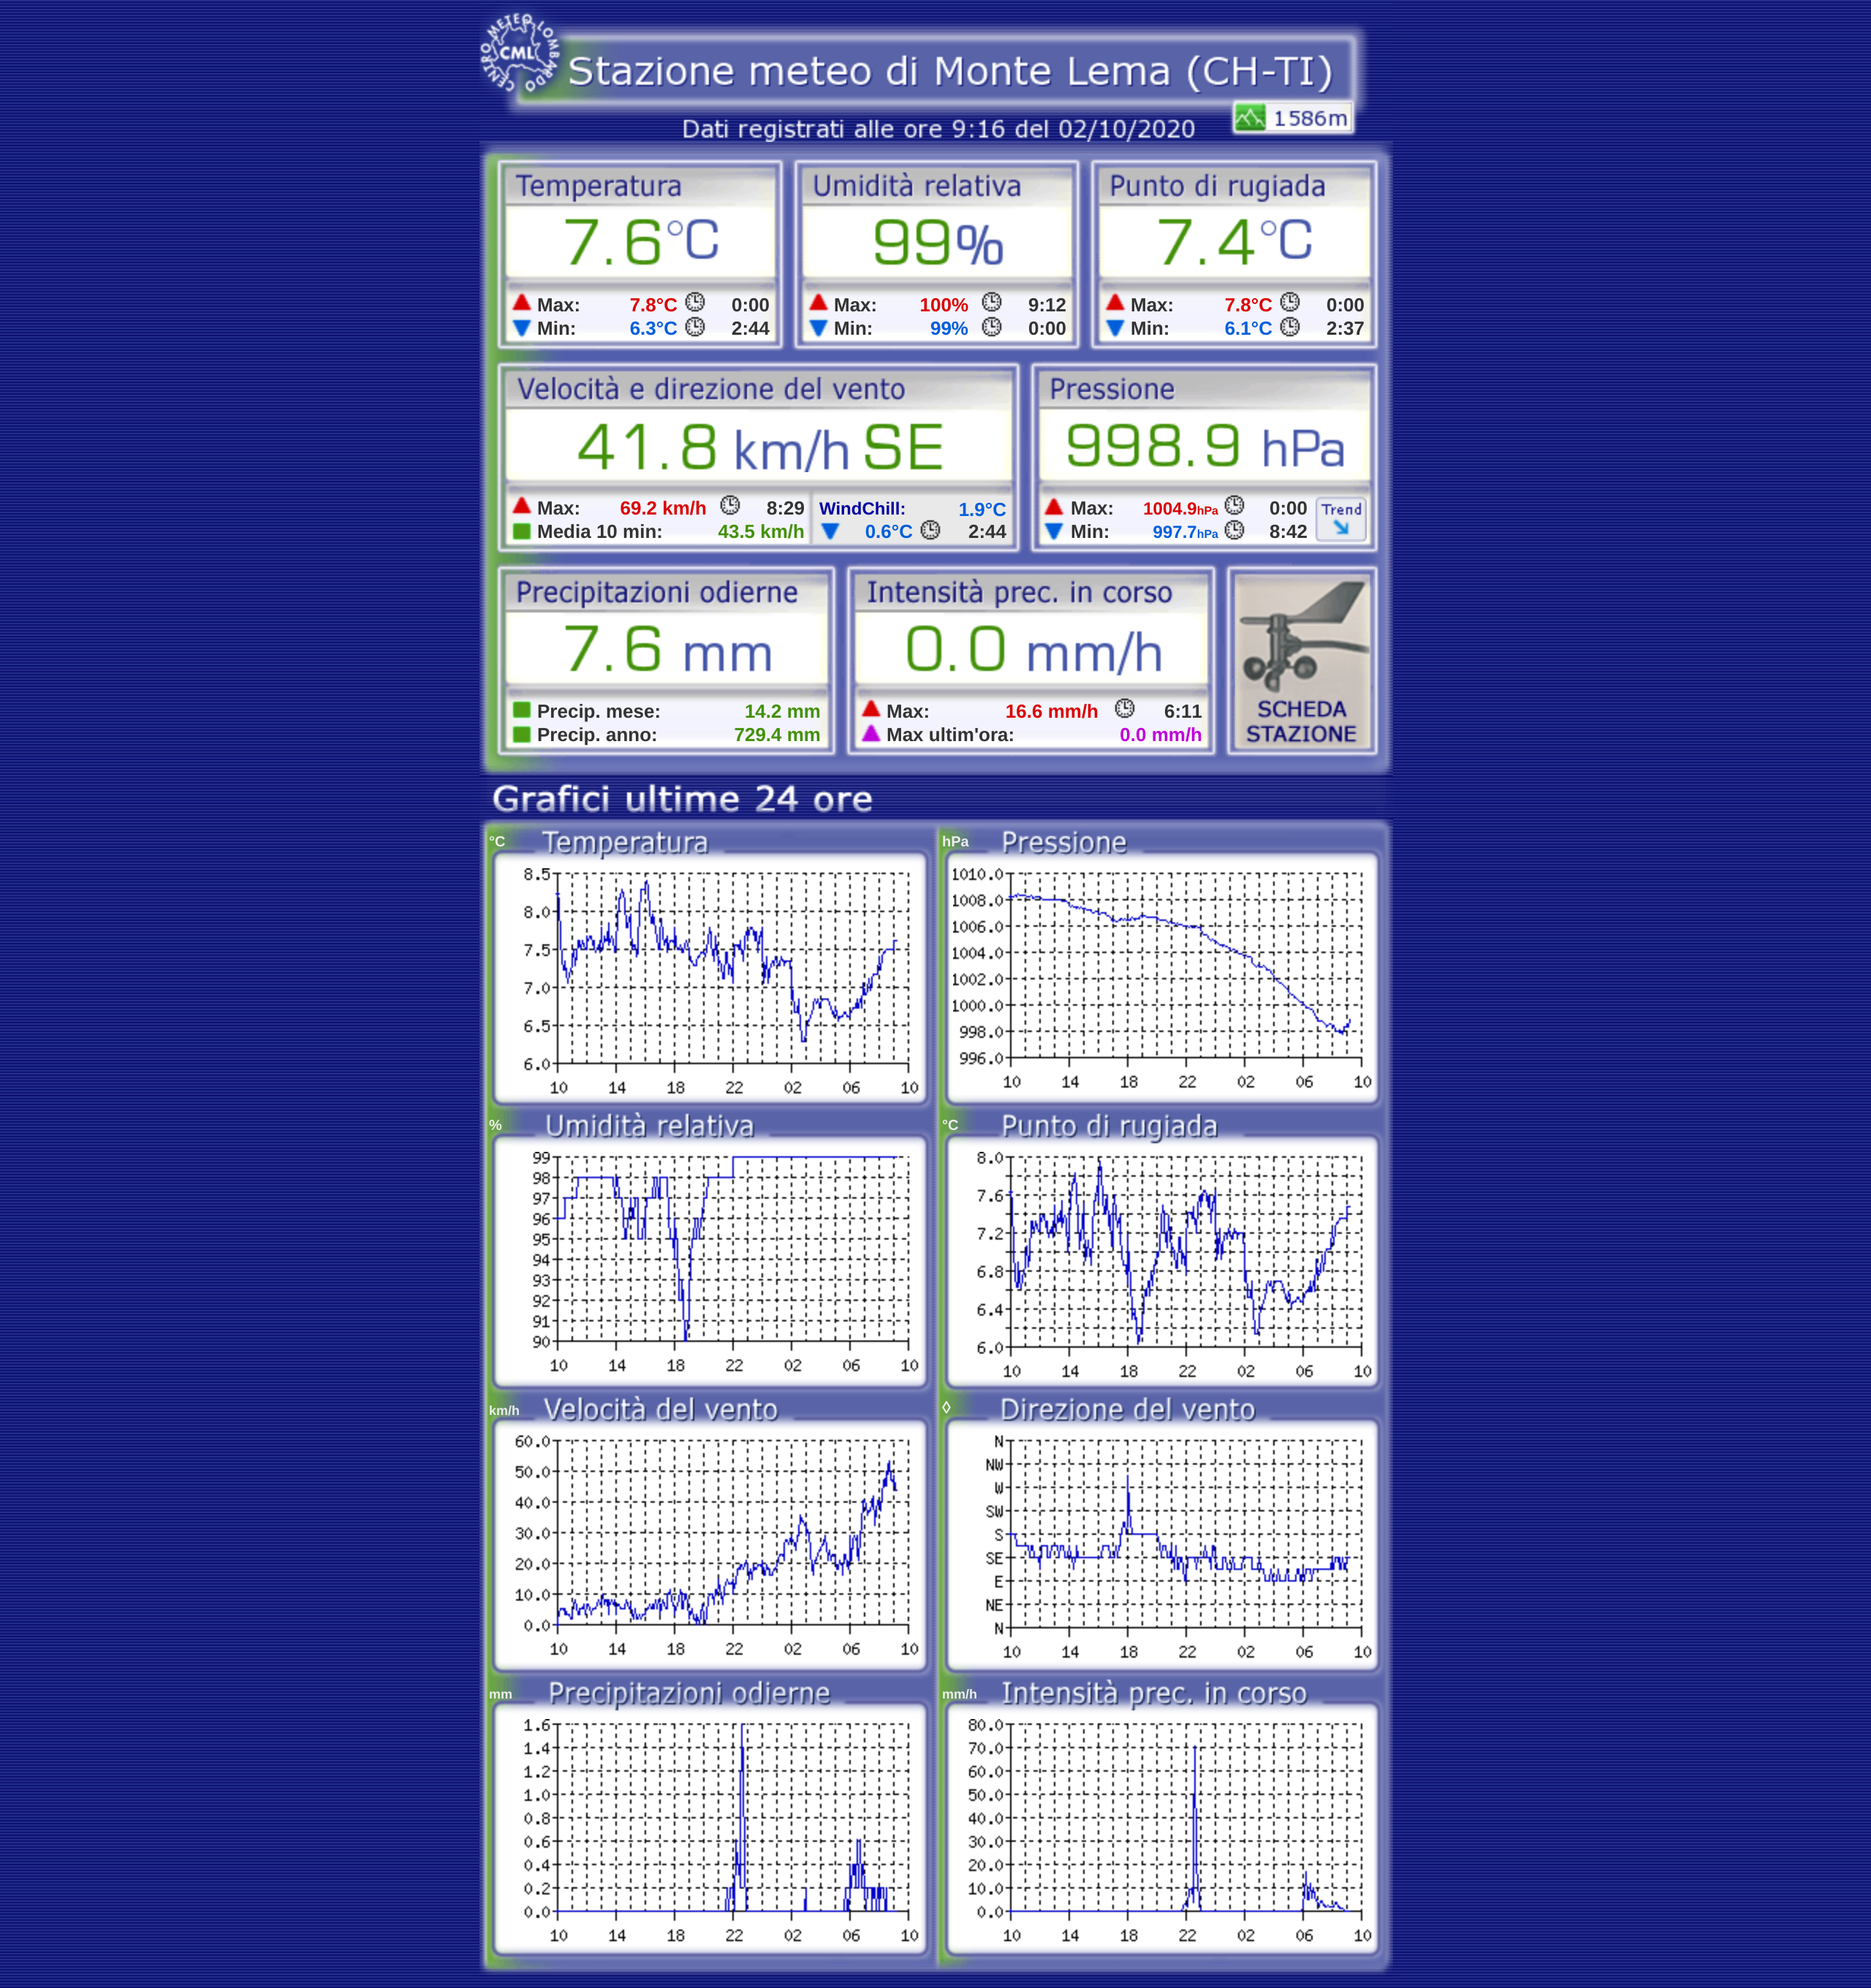 CENTRO METEO LOMBARDO
CML
Stazione meteo di Monte Lema (CH-TI)
1586m
Dati registrati alle ore 9:16 del 02/10/2020
Temperatura Umidità relativa Punto di rugiada
7.6°C 99% 7.4°C
Max: 7.8°C 0:00 Max: 100% 9:12 Max: 7.8°C 0:00
Min: 6.3°C 2:44 Min: 99% 0:00 Min: 6.1°C 2:37
Velocità e direzione del vento Pressione
41.8 km/h SE 998.9 hPa
Max: 69.2 km/h 8:29 WindChill: 1.9°C Max: 1004.9hPa 0:00 Trend
Media 10 min: 43.5 km/h 0.6°C 2:44 Min: 997.7hPa 8:42
Precipitazioni odierne Intensità prec. in corso
7.6 mm 0.0 mm/h
Precip. mese: 14.2 mm Max: 16.6 mm/h 6:11 SCHEDA
Precip. anno: 729.4 mm Max ultim'ora: 0.0 mm/h STAZIONE
Grafici ultime 24 ore
°C Temperatura
8.5
8.0
7.5
7.0
6.5
6.0
10 14 18 22 02 06 10
hPa Pressione
1010.0
1008.0
1006.0
1004.0
1002.0
1000.0
998.0
996.0
10 14 18 22 02 06 10
% Umidità relativa
99
98
97
96
95
94
93
92
91
90
10 14 18 22 02 06 10
°C Punto di rugiada
8.0
7.6
7.2
6.8
6.4
6.0
10 14 18 22 02 06 10
km/h Velocità del vento
60.0
50.0
40.0
30.0
20.0
10.0
0.0
10 14 18 22 02 06 10
◊ Direzione del vento
N
NW
W
SW
S
SE
E
NE
N
10 14 18 22 02 06 10
mm Precipitazioni odierne
1.6
1.4
1.2
1.0
0.8
0.6
0.4
0.2
0.0
10 14 18 22 02 06 10
mm/h Intensità prec. in corso
80.0
70.0
60.0
50.0
40.0
30.0
20.0
10.0
0.0
10 14 18 22 02 06 10